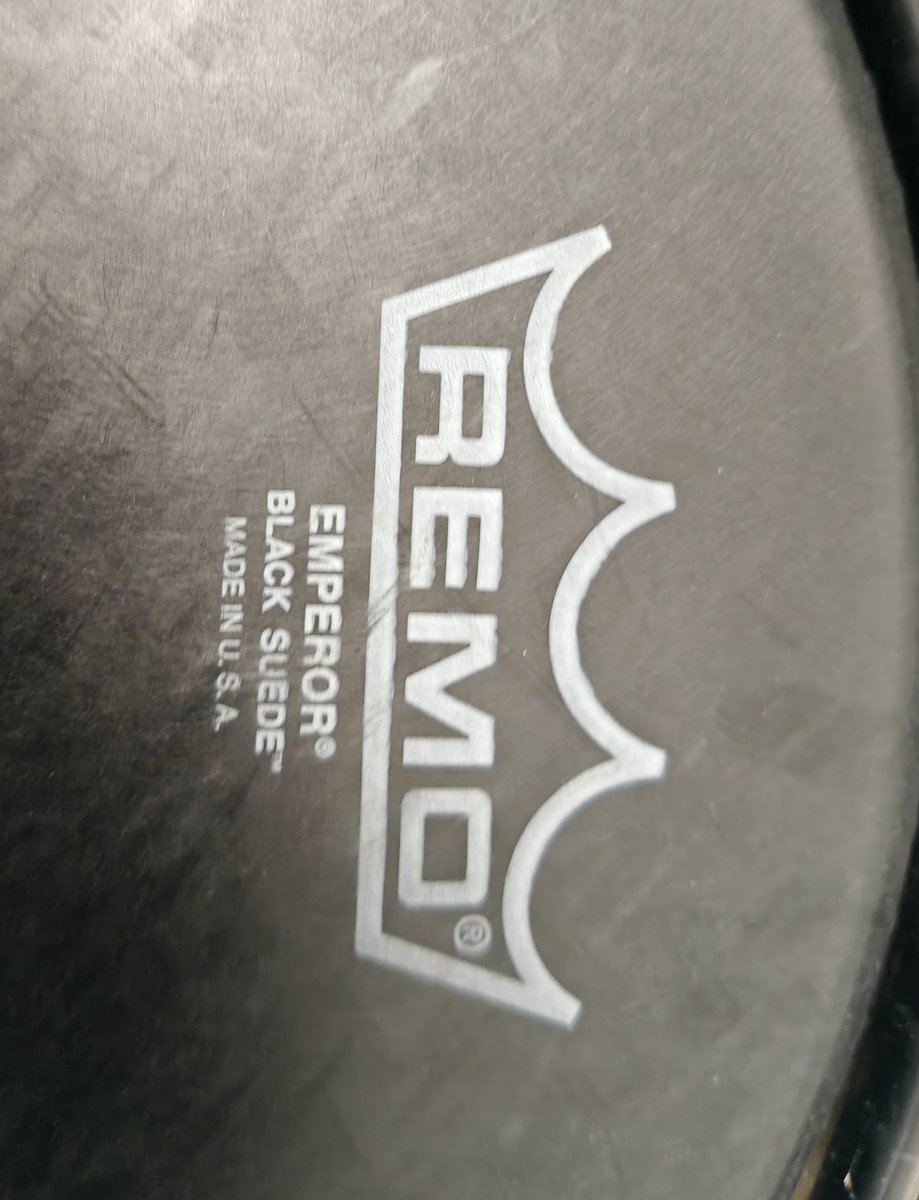 REMO®
EMPEROR®
BLACK SUEDE™
MADE IN U.S.A.